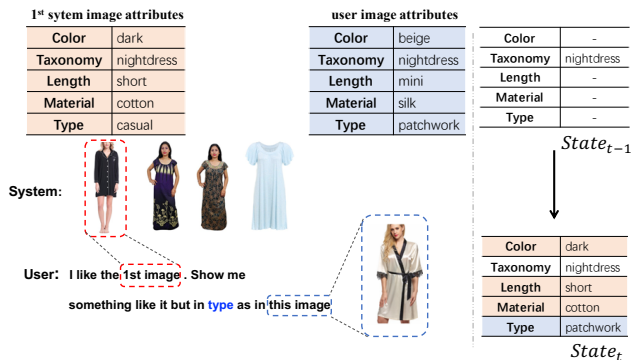 1st sytem image attributes
Color dark
Taxonomy nightdress
Length short
Material cotton
Type casual
user image attributes
Color beige
Taxonomy nightdress
Length mini
Material silk
Type patchwork
Color -
Taxonomy nightdress
Length -
Material -
Type -
State_{t-1}
System:
User: I like the 1st image . Show me
something like it but in type as in this image
Color dark
Taxonomy nightdress
Length short
Material cotton
Type patchwork
State_t